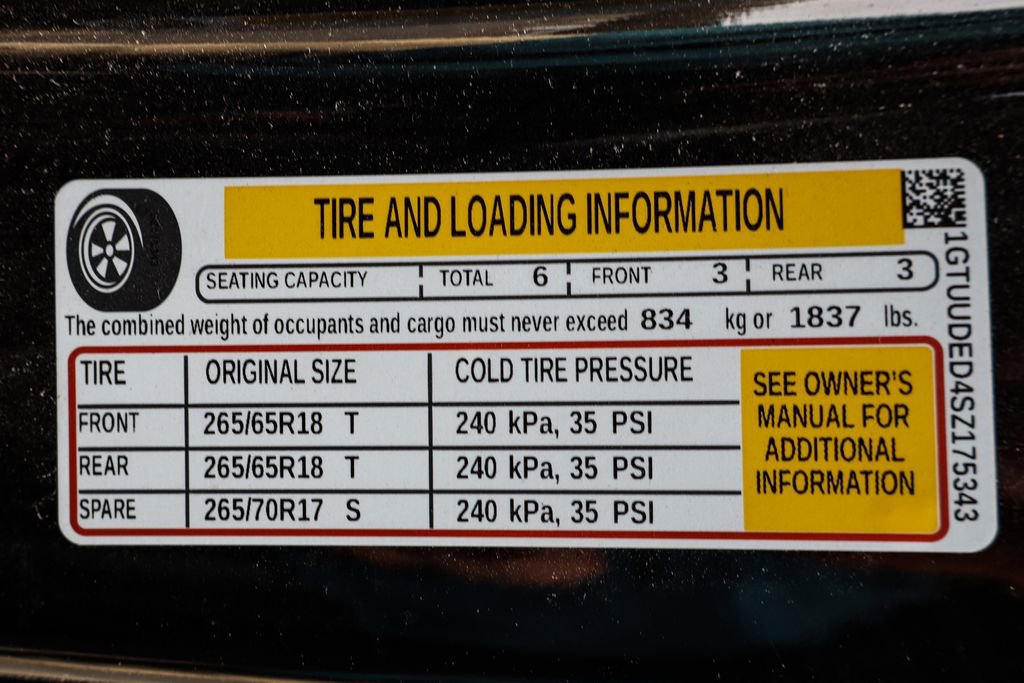 TIRE AND LOADING INFORMATION
SEATING CAPACITY TOTAL 6 FRONT 3 REAR 3
The combined weight of occupants and cargo must never exceed 834 kg or 1837 lbs.
TIRE ORIGINAL SIZE COLD TIRE PRESSURE
FRONT 265/65R18 T 240 kPa, 35 PSI
REAR 265/65R18 T 240 kPa, 35 PSI
SPARE 265/70R17 S 240 kPa, 35 PSI
SEE OWNER'S
MANUAL FOR
ADDITIONAL
INFORMATION
1GTUUDED4SZ175343